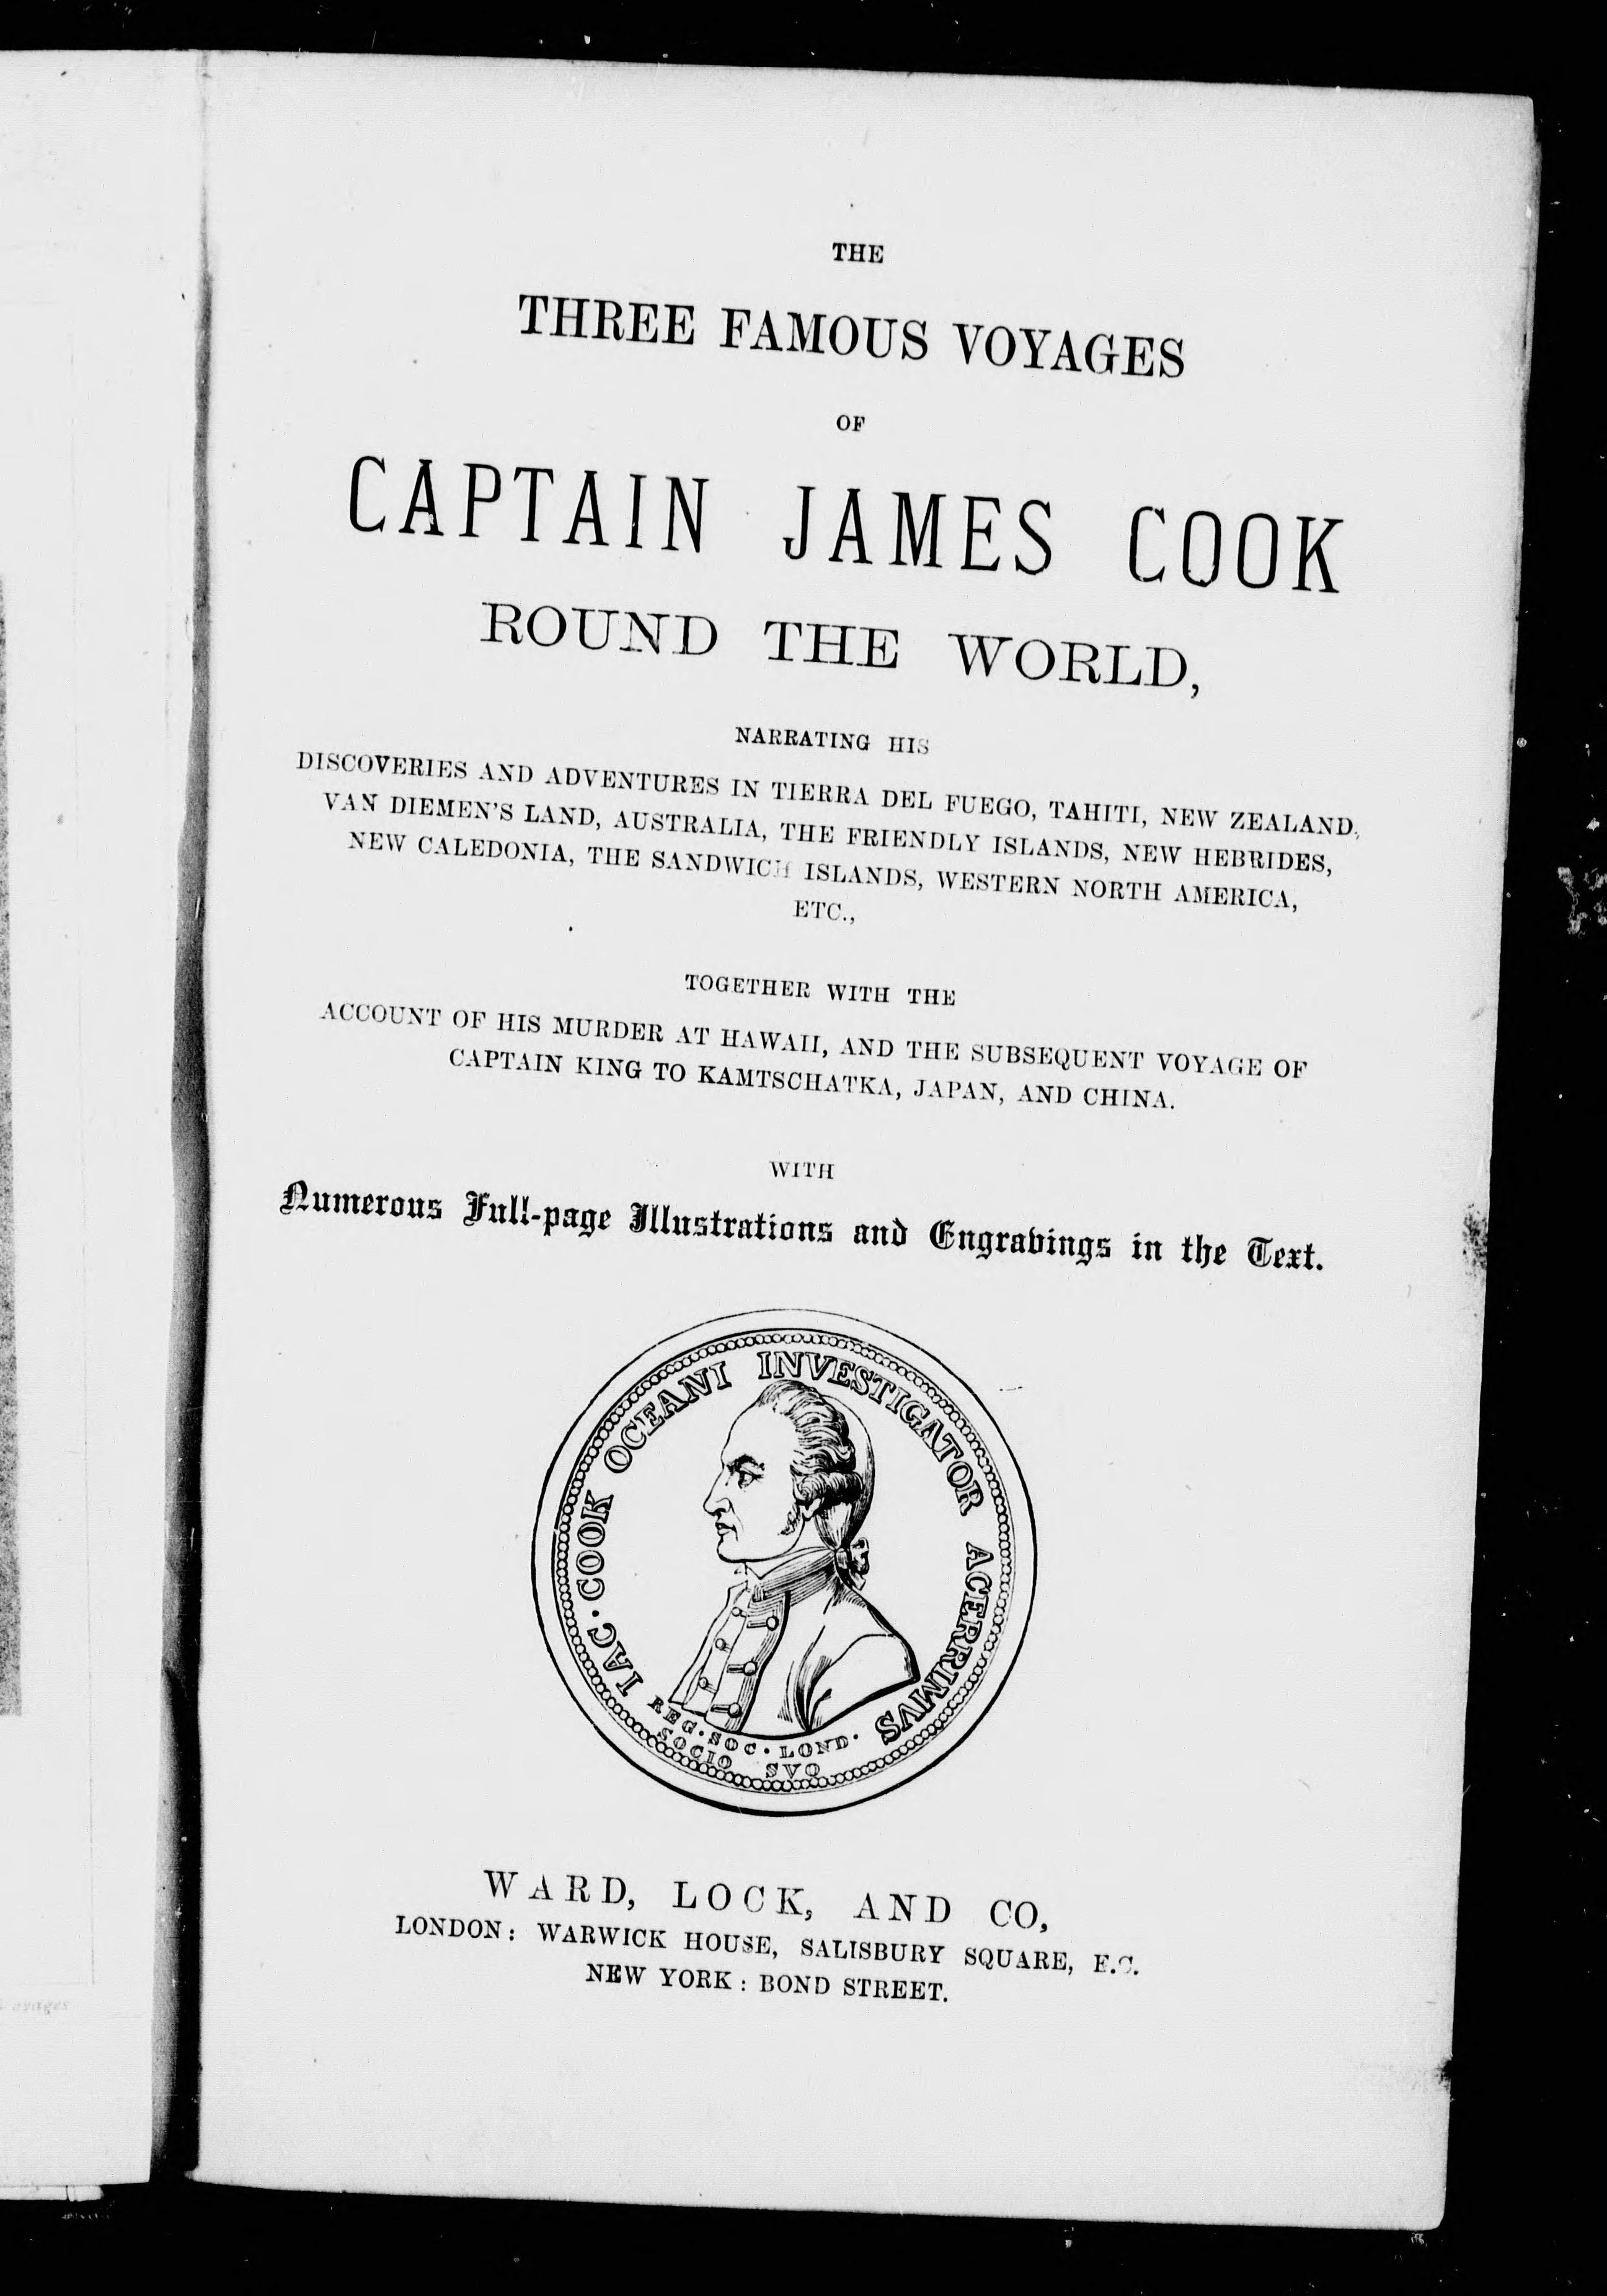 THE
THREE FAMOUS VOYAGES
OF
CAPTAIN JAMES COOK
ROUND THE WORLD,
NARRATING HIS
DISCOVERIES AND ADVENTURES IN TIERRA DEL FUEGO, TAHITI, NEW ZEALAND,
VAN DIEMEN'S LAND, AUSTRALIA, THE FRIENDLY ISLANDS, NEW HEBRIDES,
NEW CALEDONIA, THE SANDWICH ISLANDS, WESTERN NORTH AMERICA,
ETC.,
TOGETHER WITH THE
ACCOUNT OF HIS MURDER AT HAWAII, AND THE SUBSEQUENT VOYAGE OF
CAPTAIN KING TO KAMTSCHATKA, JAPAN, AND CHINA.
WITH
Numerous Full-page Illustrations and Engravings in the Text.
IAC·COOK OCEANI INVESTIGATOR ACERRIMVS
REG·SOC·LOND·
SOCIO SVO
WARD, LOCK, AND CO,
LONDON: WARWICK HOUSE, SALISBURY SQUARE, E.C.
NEW YORK: BOND STREET.